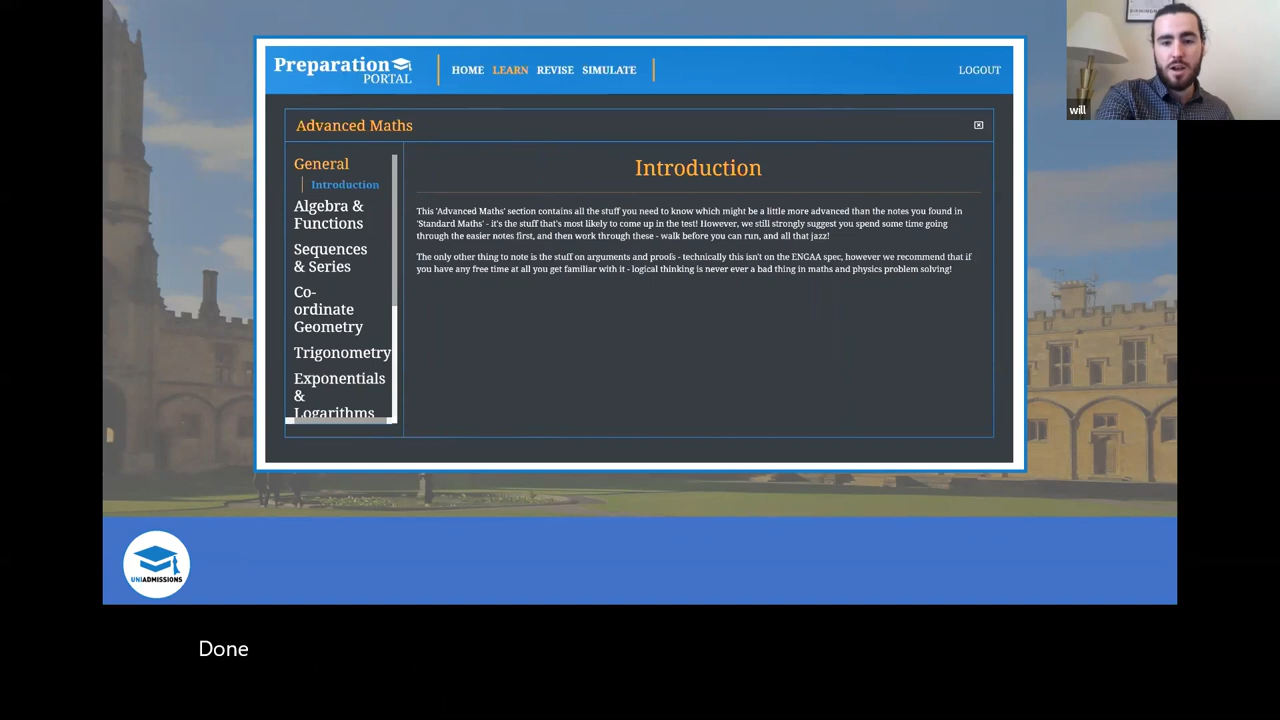 BIRMINGHAM
Preparation
PORTAL
HOME LEARN REVISE SIMULATE
LOGOUT
will
Advanced Maths
General
Introduction
Algebra &
Functions
Sequences
& Series
Co-
ordinate
Geometry
Trigonometry
Exponentials
&
Logarithms
Introduction
This 'Advanced Maths' section contains all the stuff you need to know which might be a little more advanced than the notes you found in
'Standard Maths' - it's the stuff that's most likely to come up in the test! However, we still strongly suggest you spend some time going
through the easier notes first, and then work through these - walk before you can run, and all that jazz!
The only other thing to note is the stuff on arguments and proofs - technically this isn't on the ENGAA spec, however we recommend that if
you have any free time at all you get familiar with it - logical thinking is never ever a bad thing in maths and physics problem solving!
UNIADMISSIONS
Done